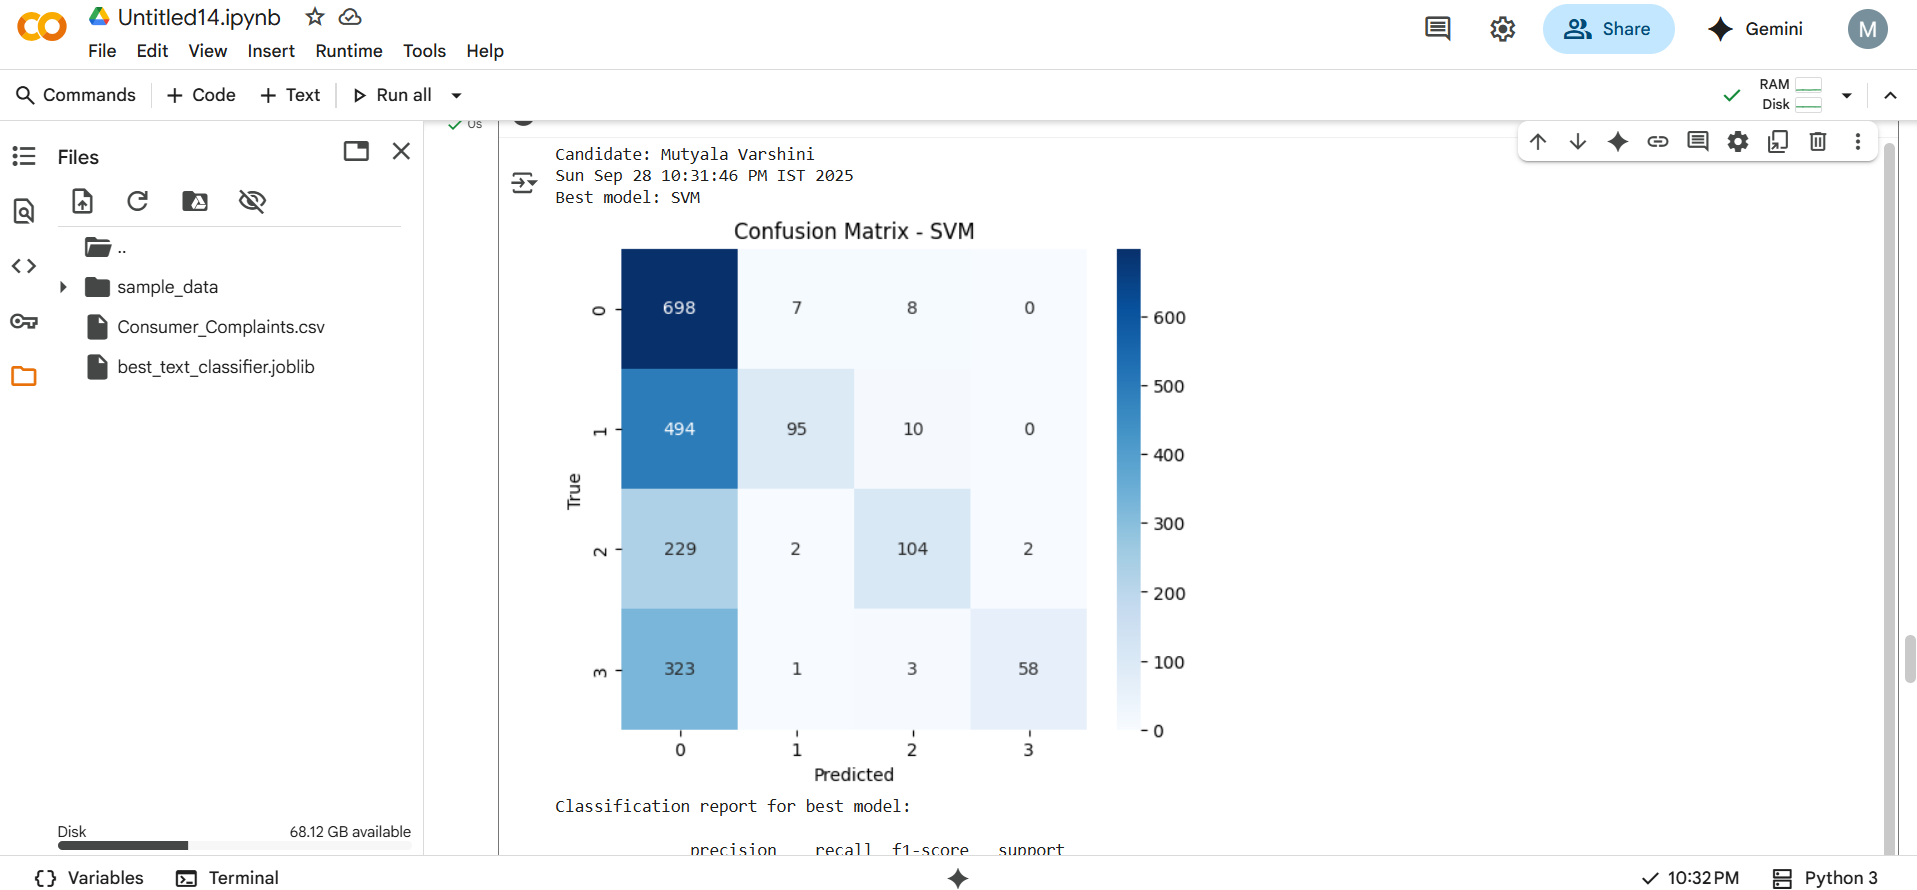 Untitled14.ipynb
File Edit View Insert Runtime Tools Help
Share
Gemini
M
Commands + Code + Text Run all
RAM
Disk
Files
..
sample_data
Consumer_Complaints.csv
best_text_classifier.joblib
Disk 68.12 GB available
0s
Candidate: Mutyala Varshini
Sun Sep 28 10:31:46 PM IST 2025
Best model: SVM
Confusion Matrix - SVM
0 698 7 8 0
1 494 95 10 0
2 229 2 104 2
3 323 1 3 58
True
0 1 2 3
Predicted
600
500
400
300
200
100
0
Classification report for best model:
precision recall f1-score support
Variables Terminal
10:32 PM Python 3